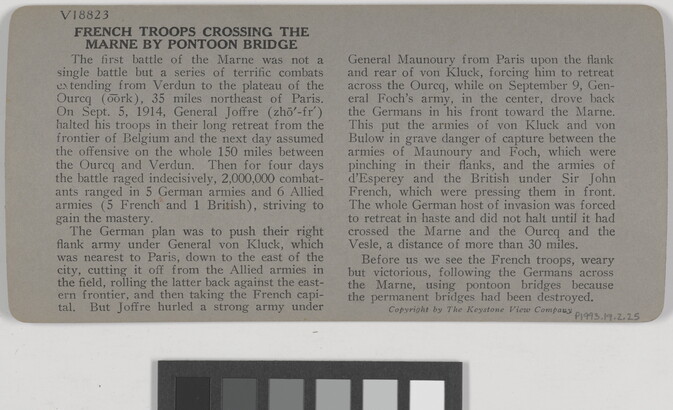 V18823
FRENCH TROOPS CROSSING THE
MARNE BY PONTOON BRIDGE
The first battle of the Marne was not a
single battle but a series of terrific combats
extending from Verdun to the plateau of the
Ourcq (o͞ork), 35 miles northeast of Paris.
On Sept. 5, 1914, General Joffre (zhō′-fr′)
halted his troops in their long retreat from the
frontier of Belgium and the next day assumed
the offensive on the whole 150 miles between
the Ourcq and Verdun. Then for four days
the battle raged indecisively, 2,000,000 combat-
ants ranged in 5 German armies and 6 Allied
armies (5 French and 1 British), striving to
gain the mastery.
The German plan was to push their right
flank army under General von Kluck, which
was nearest to Paris, down to the east of the
city, cutting it off from the Allied armies in
the field, rolling the latter back against the east-
ern frontier, and then taking the French capi-
tal. But Joffre hurled a strong army under
General Maunoury from Paris upon the flank
and rear of von Kluck, forcing him to retreat
across the Ourcq, while on September 9, Gen-
eral Foch's army, in the center, drove back
the Germans in his front toward the Marne.
This put the armies of von Kluck and von
Bulow in grave danger of capture between the
armies of Maunoury and Foch, which were
pinching in their flanks, and the armies of
d'Esperey and the British under Sir John
French, which were pressing them in front.
The whole German host of invasion was forced
to retreat in haste and did not halt until it had
crossed the Marne and the Ourcq and the
Vesle, a distance of more than 30 miles.
Before us we see the French troops, weary
but victorious, following the Germans across
the Marne, using pontoon bridges because
the permanent bridges had been destroyed.
Copyright by The Keystone View Company
P1993.19.2.25